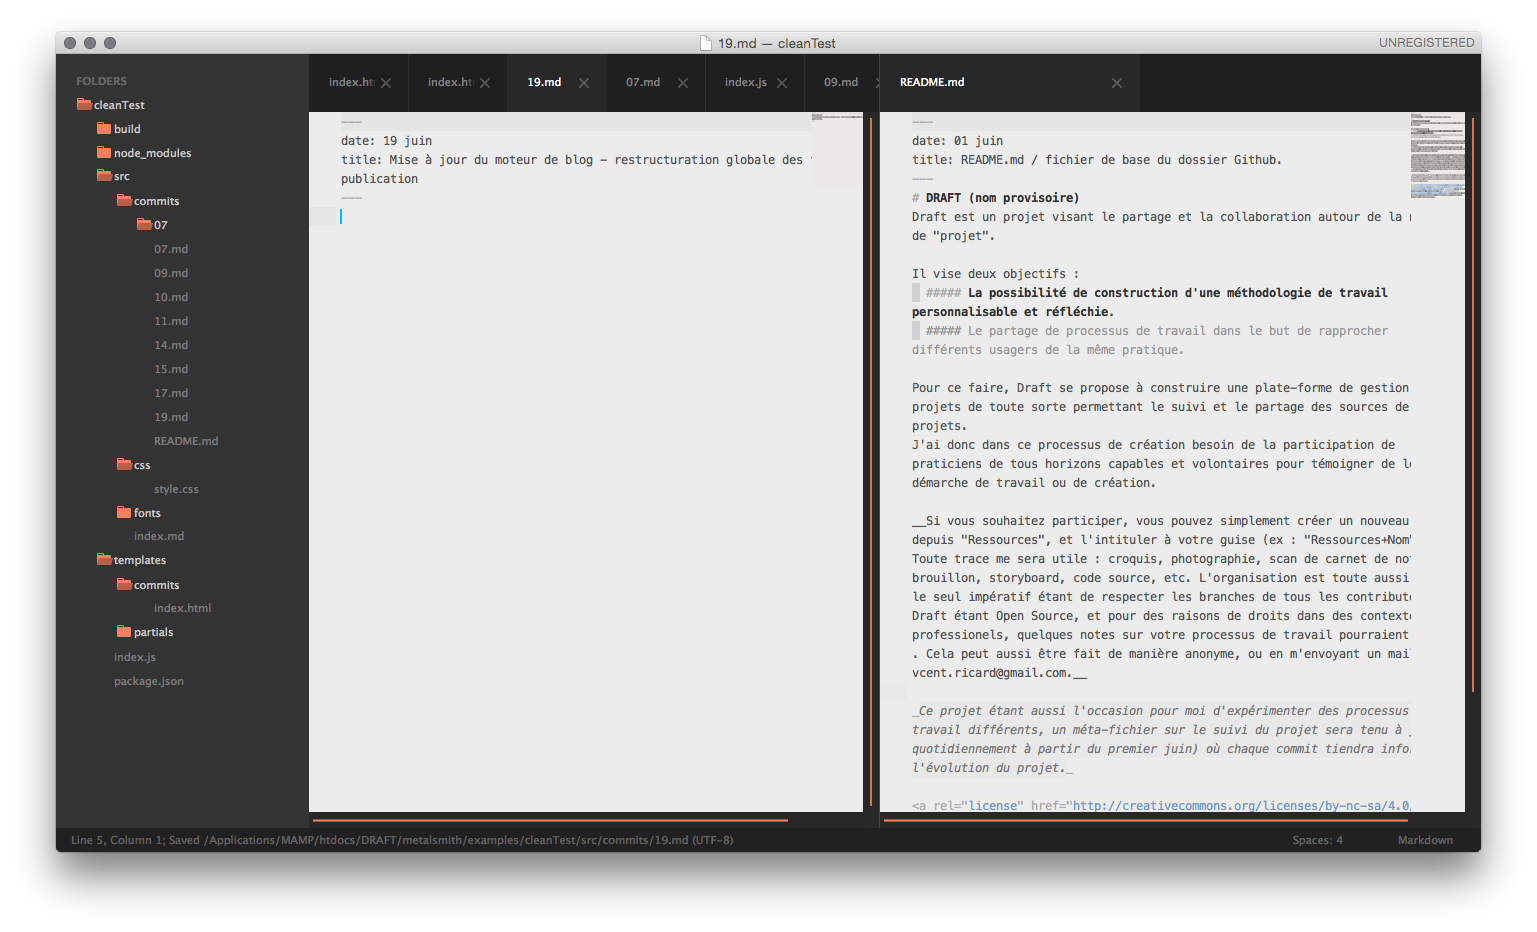 19.md — cleanTest
UNREGISTERED
FOLDERS
cleanTest
build
node_modules
src
commits
07
07.md
09.md
10.md
11.md
14.md
15.md
17.md
19.md
README.md
css
style.css
fonts
index.md
templates
commits
index.html
partials
index.js
package.json
index.ht
index.ht
19.md
07.md
index.js
09.md
README.md
---
date: 19 juin
title: Mise à jour du moteur de blog - restructuration globale des
publication
---
---
date: 01 juin
title: README.md / fichier de base du dossier Github.
---
# DRAFT (nom provisoire)
Draft est un projet visant le partage et la collaboration autour de la
de "projet".
Il vise deux objectifs :
##### La possibilité de construction d'une méthodologie de travail
personnalisable et réfléchie.
##### Le partage de processus de travail dans le but de rapprocher
différents usagers de la même pratique.
Pour ce faire, Draft se propose à construire une plate-forme de gestion
projets de toute sorte permettant le suivi et le partage des sources de
projets.
J'ai donc dans ce processus de création besoin de la participation de
praticiens de tous horizons capables et volontaires pour témoigner de
démarche de travail ou de création.
__Si vous souhaitez participer, vous pouvez simplement créer un nouveau
depuis "Ressources", et l'intituler à votre guise (ex : "Ressources+Nom"
Toute trace me sera utile : croquis, photographie, scan de carnet de
brouillon, storyboard, code source, etc. L'organisation est toute aussi
le seul impératif étant de respecter les branches de tous les
Draft étant Open Source, et pour des raisons de droits dans des
professionels, quelques notes sur votre processus de travail pourraient
. Cela peut aussi être fait de manière anonyme, ou en m'envoyant un
vcent.ricard@gmail.com.__
_Ce projet étant aussi l'occasion pour moi d'expérimenter des processus
travail différents, un méta-fichier sur le suivi du projet sera tenu à
quotidiennement à partir du premier juin) où chaque commit tiendra
l'évolution du projet._
<a rel="license" href="http://creativecommons.org/licenses/by-nc-sa/4.0/
Line 5, Column 1; Saved /Applications/MAMP/htdocs/DRAFT/metalsmith/examples/cleanTest/src/commits/19.md (UTF-8)
Spaces: 4
Markdown